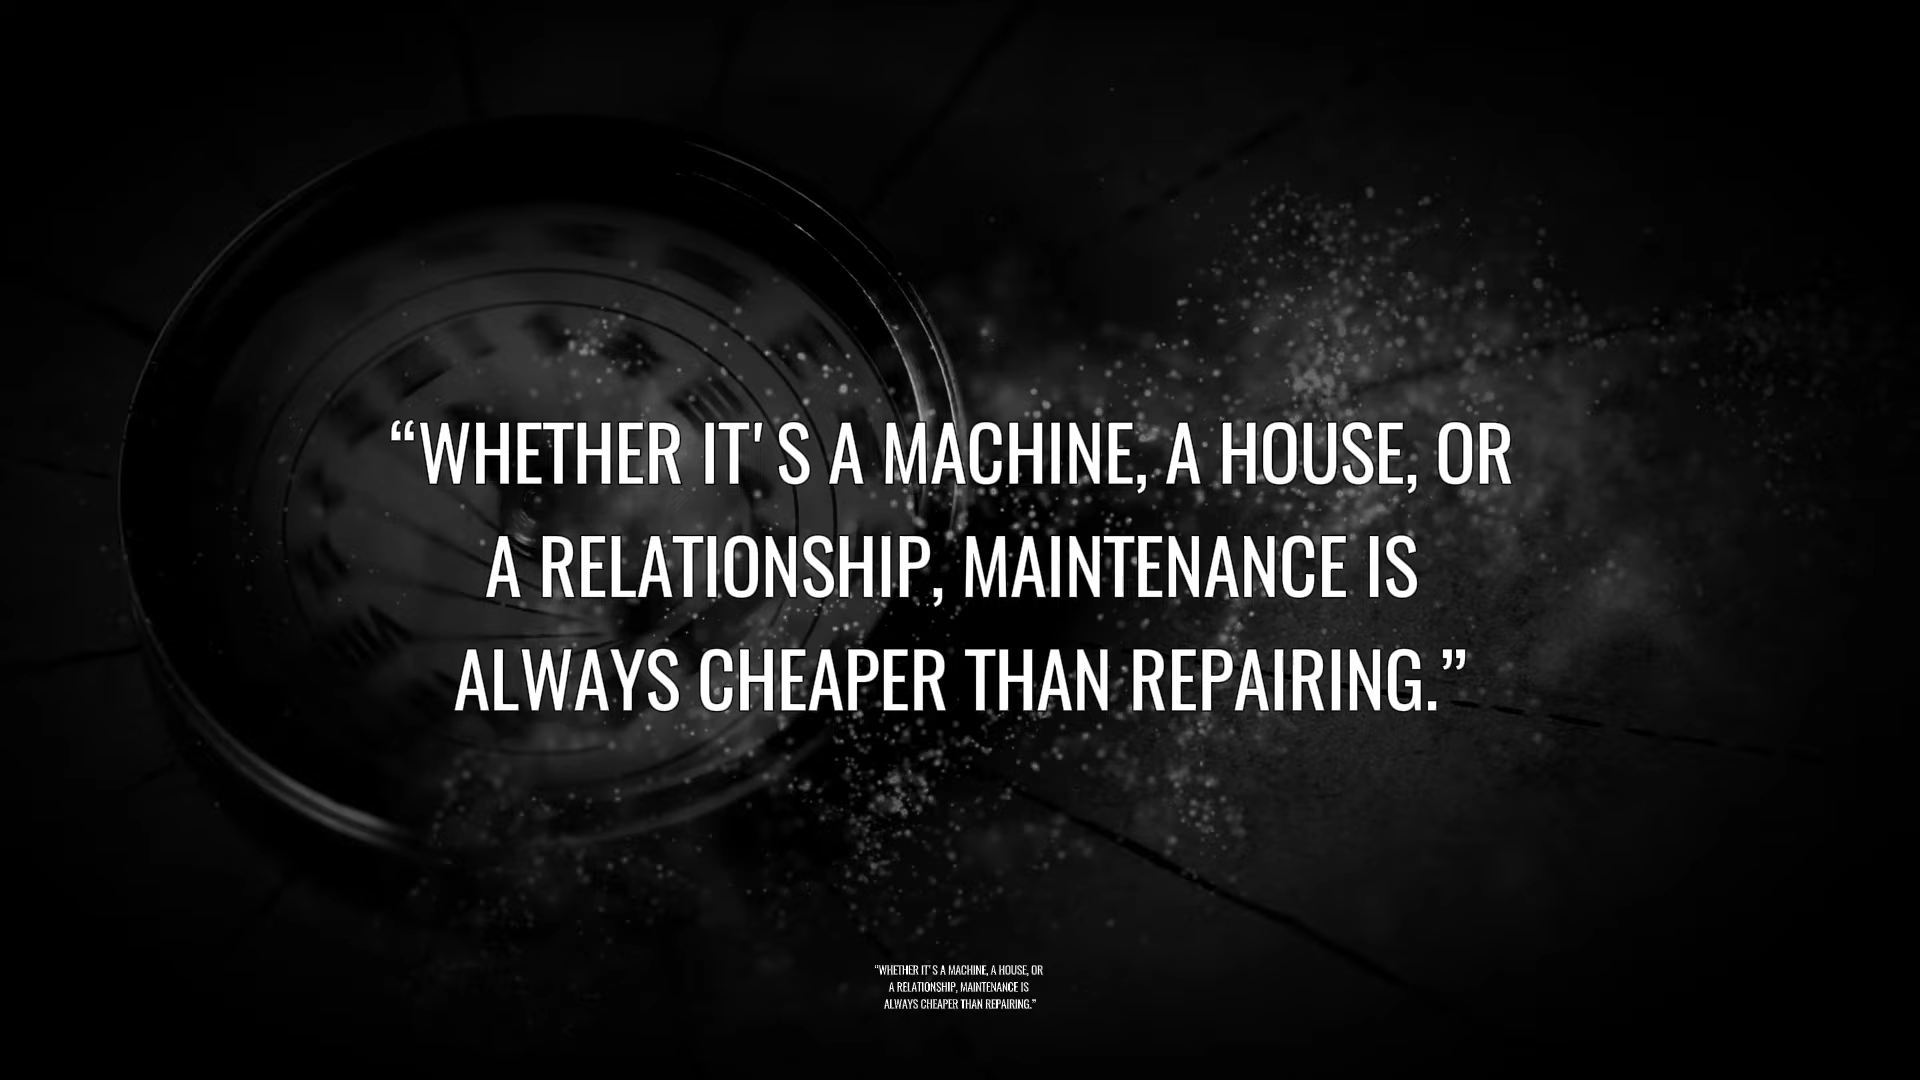 “WHETHER IT'S A MACHINE, A HOUSE, OR
A RELATIONSHIP, MAINTENANCE IS
ALWAYS CHEAPER THAN REPAIRING.”
“WHETHER IT'S A MACHINE, A HOUSE, OR
A RELATIONSHIP, MAINTENANCE IS
ALWAYS CHEAPER THAN REPAIRING.”